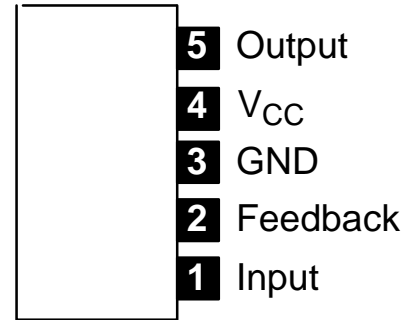 5 Output
4 VCC
3 GND
2 Feedback
1 Input